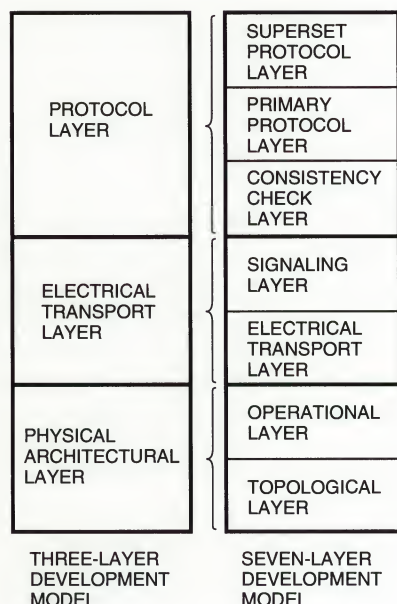 PROTOCOL
LAYER
ELECTRICAL
TRANSPORT
LAYER
PHYSICAL
ARCHITECTURAL
LAYER
THREE-LAYER
DEVELOPMENT
MODEL
SUPERSET
PROTOCOL
LAYER
PRIMARY
PROTOCOL
LAYER
CONSISTENCY
CHECK
LAYER
SIGNALING
LAYER
ELECTRICAL
TRANSPORT
LAYER
OPERATIONAL
LAYER
TOPOLOGICAL
LAYER
SEVEN-LAYER
DEVELOPMENT
MODEL